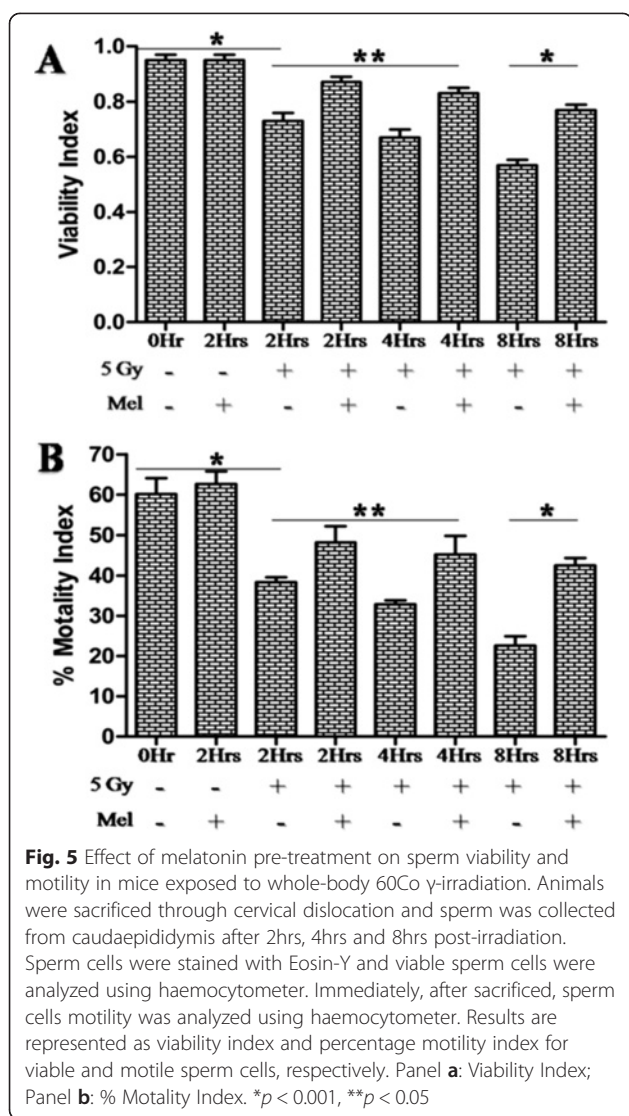 A
*
**
*
Viability Index
1.0
0.8
0.6
0.4
0.2
0.0
0Hr 2Hrs 2Hrs 2Hrs 4Hrs 4Hrs 8Hrs 8Hrs
5 Gy - - + + + + + +
Mel - + - + - + - +
B
*
**
*
% Motality Index
70
60
50
40
30
20
10
0
0Hr 2Hrs 2Hrs 2Hrs 4Hrs 4Hrs 8Hrs 8Hrs
5 Gy - - + + + + + +
Mel - + - + - + - +
Fig. 5 Effect of melatonin pre-treatment on sperm viability and
motility in mice exposed to whole-body 60Co γ-irradiation. Animals
were sacrificed through cervical dislocation and sperm was collected
from caudaepididymis after 2hrs, 4hrs and 8hrs post-irradiation.
Sperm cells were stained with Eosin-Y and viable sperm cells were
analyzed using haemocytometer. Immediately, after sacrificed, sperm
cells motility was analyzed using haemocytometer. Results are
represented as viability index and percentage motility index for
viable and motile sperm cells, respectively. Panel a: Viability Index;
Panel b: % Motality Index. *p < 0.001, **p < 0.05